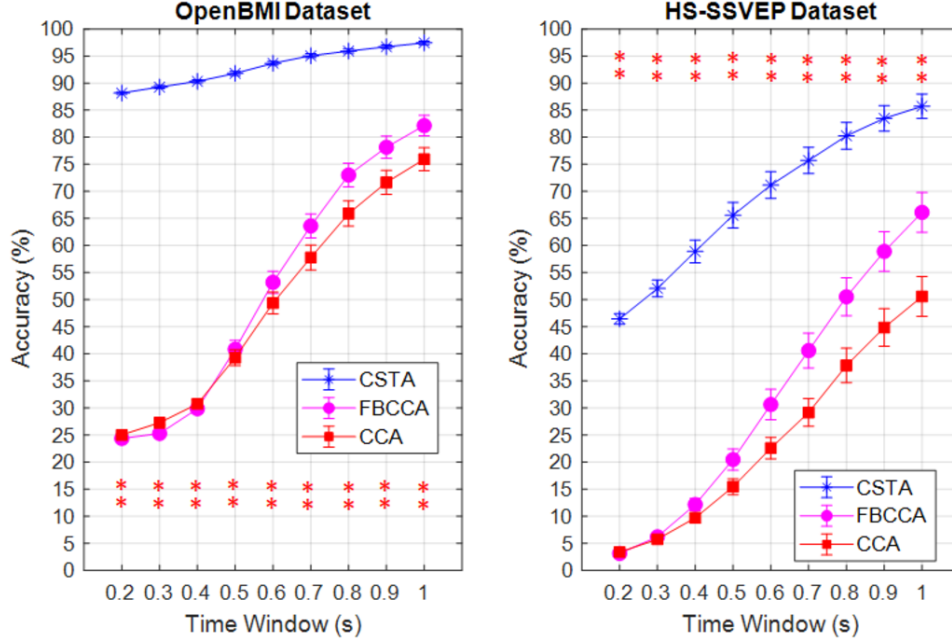 OpenBMI Dataset
Accuracy (%)
100
95
90
85
80
75
70
65
60
55
50
45
40
35
30
25
20
15
10
5
0
CSTA
FBCCA
CCA
* * * * * * * * *
* * * * * * * * *
0.2 0.3 0.4 0.5 0.6 0.7 0.8 0.9 1
Time Window (s)
HS-SSVEP Dataset
Accuracy (%)
100
95
90
85
80
75
70
65
60
55
50
45
40
35
30
25
20
15
10
5
0
* * * * * * * * *
* * * * * * * * *
CSTA
FBCCA
CCA
0.2 0.3 0.4 0.5 0.6 0.7 0.8 0.9 1
Time Window (s)